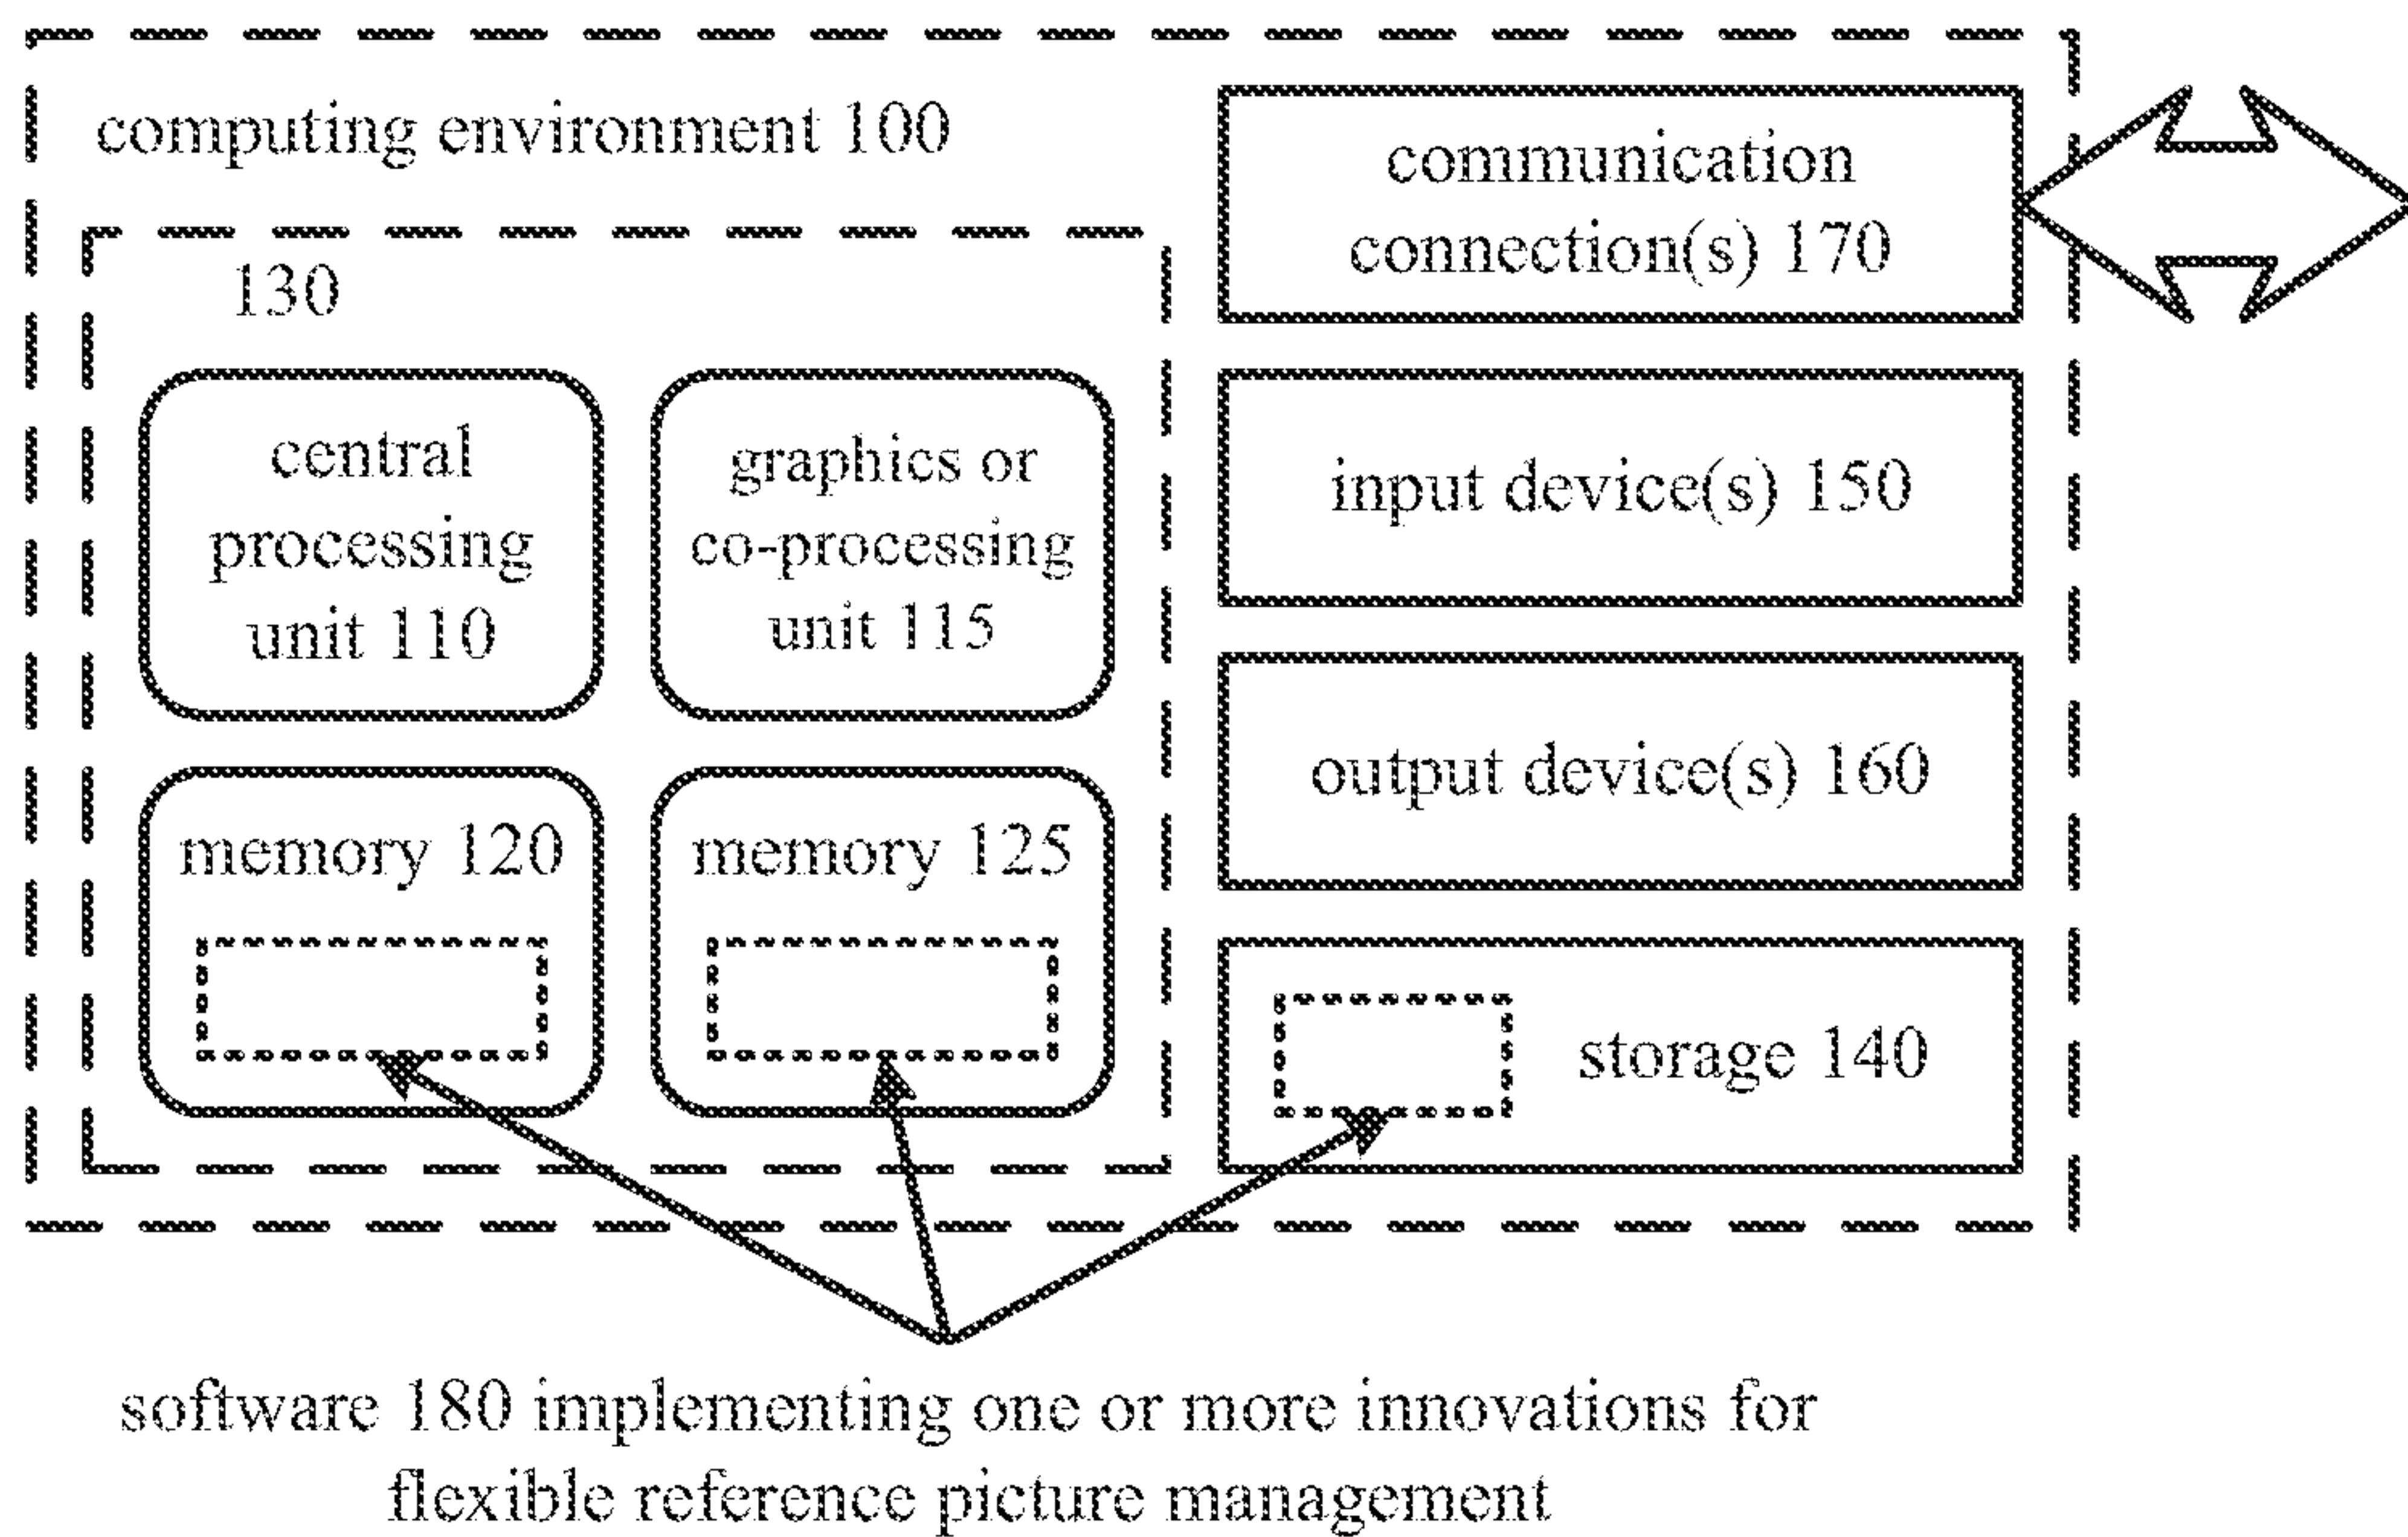 computing environment 100
communication
connection(s) 170
130
central
processing
unit 110
graphics or
co-processing
unit 115
input device(s) 150
output device(s) 160
memory 120
memory 125
storage 140
software 180 implementing one or more innovations for
flexible reference picture management